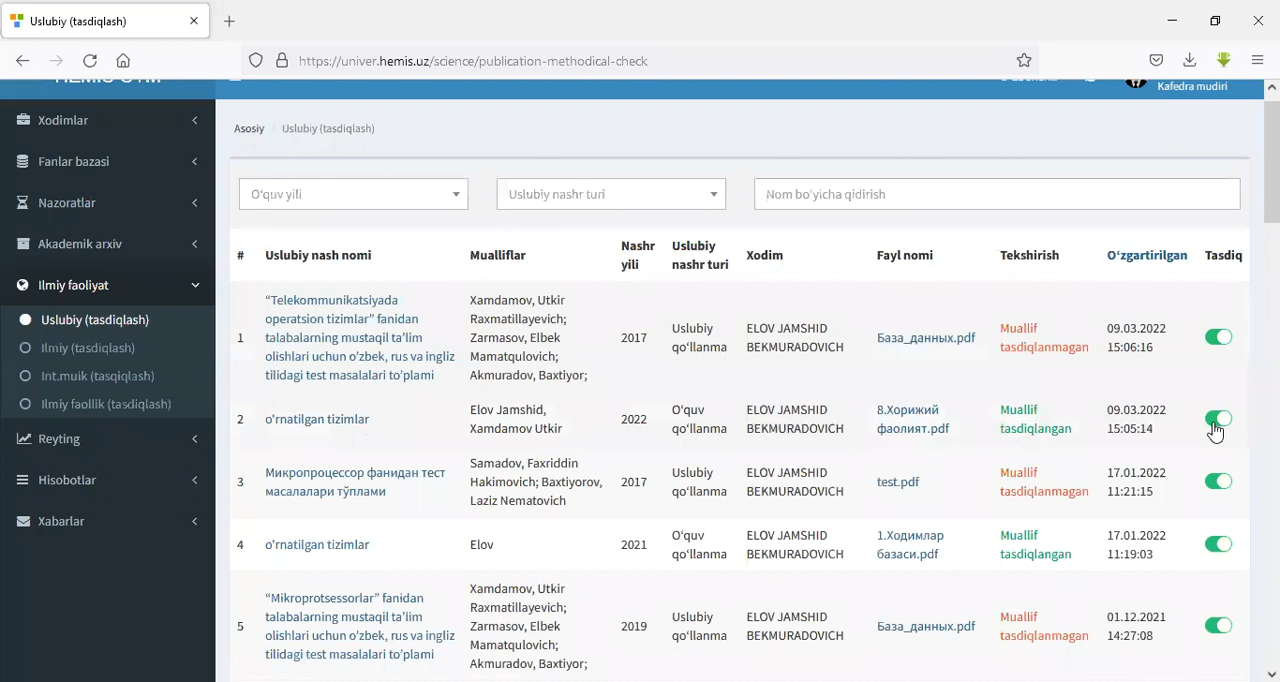 Uslubiy (tasdiqlash)
https://univer.hemis.uz/science/publication-methodical-check
Kafedra mudiri
Xodimlar
Fanlar bazasi
Nazoratlar
Akademik arxiv
Ilmiy faoliyat
Uslubiy (tasdiqlash)
Ilmiy (tasdiqlash)
Int.mulk (tasqiqlash)
Ilmiy faollik (tasdiqlash)
Reyting
Hisobotlar
Xabarlar
Asosiy / Uslubiy (tasdiqlash)
O‘quv yili
Uslubiy nashr turi
Nom bo‘yicha qidirish
# Uslubiy nash nomi Mualliflar Nashr yili Uslubiy nashr turi Xodim Fayl nomi Tekshirish O‘zgartirilgan Tasdiq
1
“Telekommunikatsiyada
operatsion tizimlar” fanidan
talabalarning mustaqil ta’lim
olishlari uchun o’zbek, rus va ingliz
tilidagi test masalalari to’plami
Xamdamov, Utkir
Raxmatillayevich;
Zarmasov, Elbek
Mamatqulovich;
Akmuradov, Baxtiyor;
2017
Uslubiy
qo‘llanma
ELOV JAMSHID
BEKMURADOVICH
База_данных.pdf
Muallif
tasdiqlanmagan
09.03.2022
15:06:16
2
o‘rnatilgan tizimlar
Elov Jamshid,
Xamdamov Utkir
2022
O‘quv
qo‘llanma
ELOV JAMSHID
BEKMURADOVICH
8.Хорижий
фаолият.pdf
Muallif
tasdiqlangan
09.03.2022
15:05:14
3
Микропроцессор фанидан тест
масалалари тўплами
Samadov, Faxriddin
Hakimovich; Baxtiyorov,
Laziz Nematovich
2017
Uslubiy
qo‘llanma
ELOV JAMSHID
BEKMURADOVICH
test.pdf
Muallif
tasdiqlanmagan
17.01.2022
11:21:15
4
o‘rnatilgan tizimlar
Elov
2021
O‘quv
qo‘llanma
ELOV JAMSHID
BEKMURADOVICH
1.Ходимлар
базаси.pdf
Muallif
tasdiqlangan
17.01.2022
11:19:03
5
“Mikroprotsessorlar” fanidan
talabalarning mustaqil ta’lim
olishlari uchun o’zbek, rus va ingliz
tilidagi test masalalari to’plami
Xamdamov, Utkir
Raxmatillayevich;
Zarmasov, Elbek
Mamatqulovich;
Akmuradov, Baxtiyor;
2019
Uslubiy
qo‘llanma
ELOV JAMSHID
BEKMURADOVICH
База_данных.pdf
Muallif
tasdiqlanmagan
01.12.2021
14:27:08